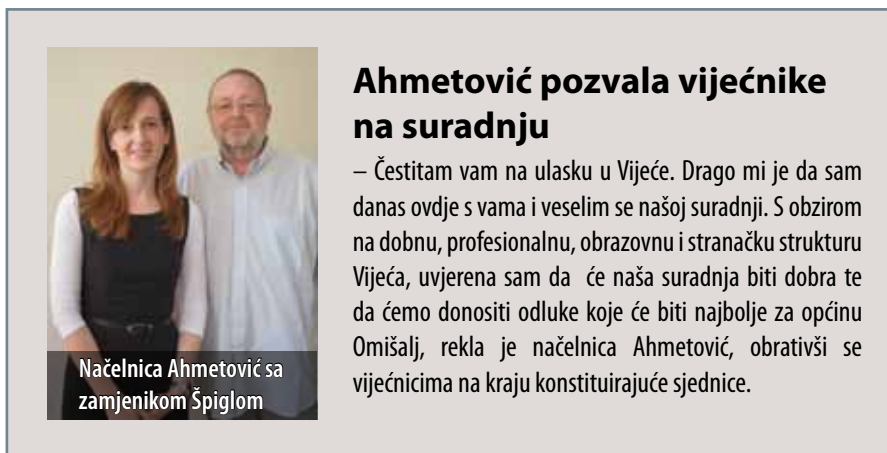 Ahmetović pozvala vijećnike
na suradnju
– Čestitam vam na ulasku u Vijeće. Drago mi je da sam
danas ovdje s vama i veselim se našoj suradnji. S obzirom
na dobnu, profesionalnu, obrazovnu i stranačku strukturu
Vijeća, uvjerena sam da će naša suradnja biti dobra te
da ćemo donositi odluke koje će biti najbolje za općinu
Omišalj, rekla je načelnica Ahmetović, obrativši se
vijećnicima na kraju konstituirajuće sjednice.
Načelnica Ahmetović sa
zamjenikom Špiglom